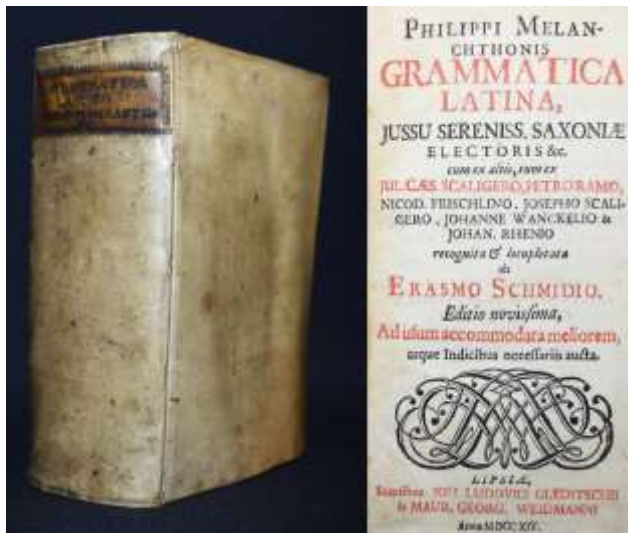 PHILIPPI MELAN-
CHTHONIS
GRAMMATICA
LATINA,
JUSSU SERENISS. SAXONIÆ
ELECTORIS &c.
cum ex aliis, tum ex
JUL. CÆS. SCALIGERO, PETRO RAMO,
NICOD. FRISCHLINO, JOSEPHO SCALI-
GERO, JOHANNE WANCKELIO &
JOHAN. RHENIO
recognita & locupletata
ab
ERASMO SCHMIDIO.
Editio novissima,
Ad usum accommodata meliorem,
atque Indicibus necessariis aucta.
LIPSIÆ,
LUDOVICI GLEDITSCHII
& MAUR. GEORG. WEIDMANNI
Anno MDCCXIV.